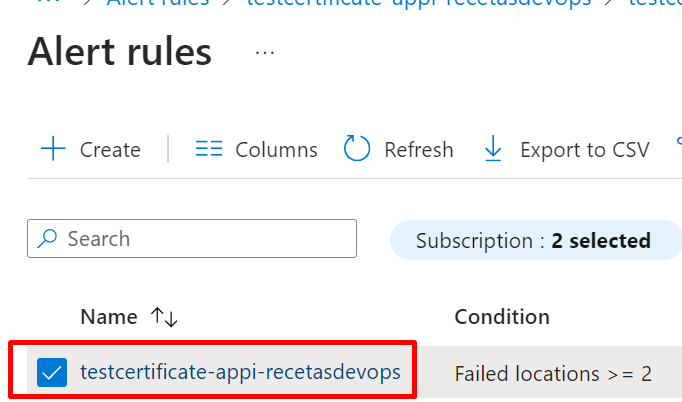 Alert rules > testcertificate-appi-recetasdevops >
Alert rules ...
Create Columns Refresh Export to CSV
Search Subscription : 2 selected
Name ↑↓ Condition
testcertificate-appi-recetasdevops Failed locations >= 2